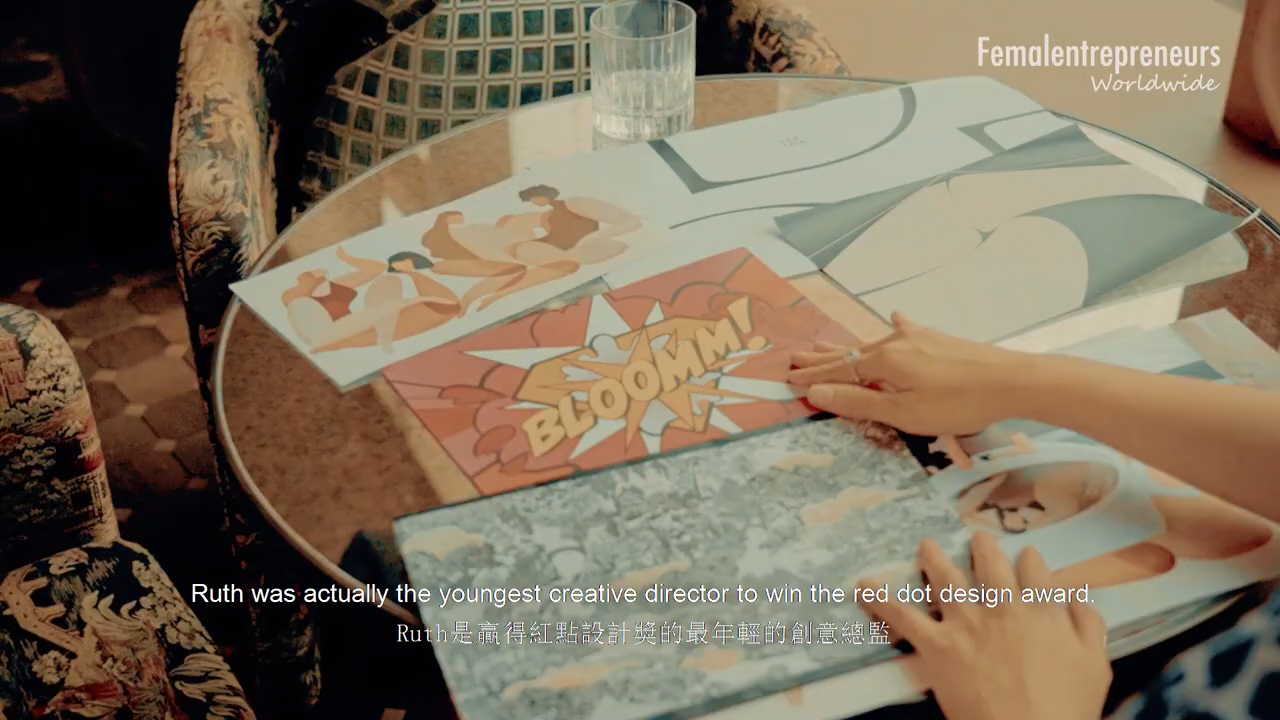 Femalentrepreneurs
Worldwide
BLOOMM!
Ruth was actually the youngest creative director to win the red dot design award.
Ruth是贏得紅點設計獎的最年輕的創意總監